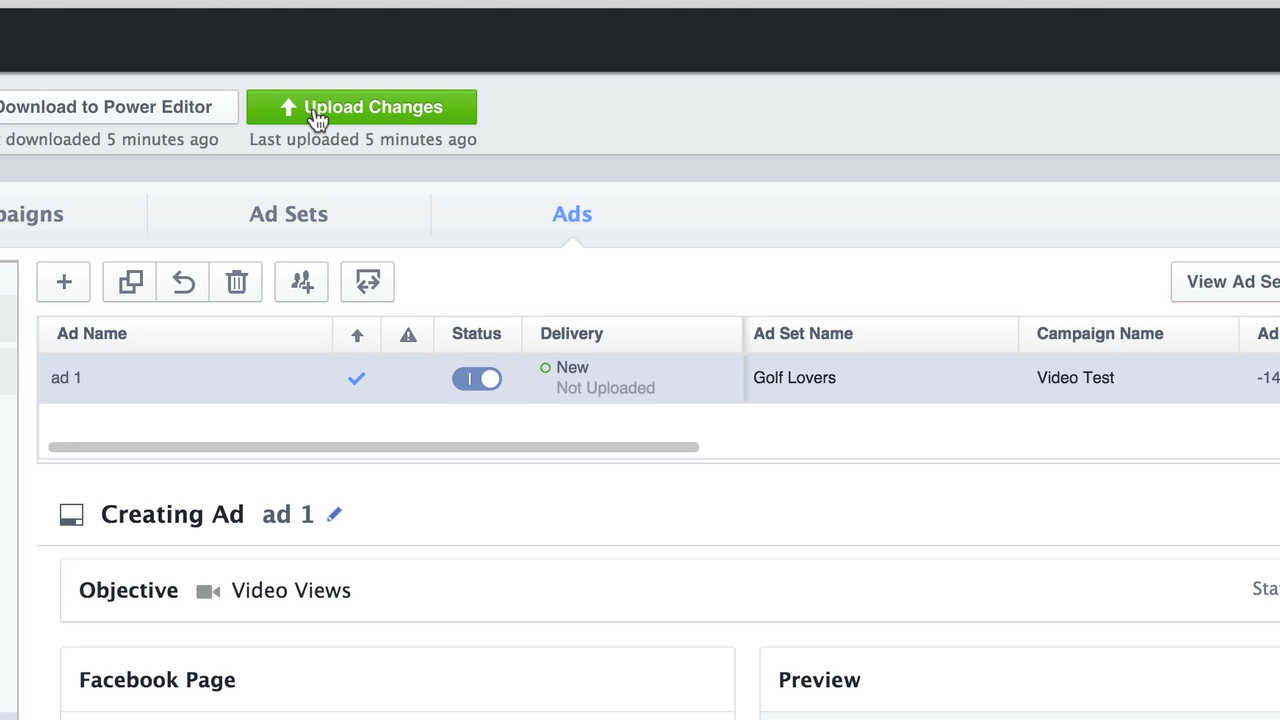 Download to Power Editor
Upload Changes
downloaded 5 minutes ago
Last uploaded 5 minutes ago
paigns
Ad Sets
Ads
View Ad Se
Ad Name
Status
Delivery
Ad Set Name
Campaign Name
Ad
ad 1
New
Not Uploaded
Golf Lovers
Video Test
-14
Creating Ad ad 1
Objective Video Views
Sta
Facebook Page
Preview